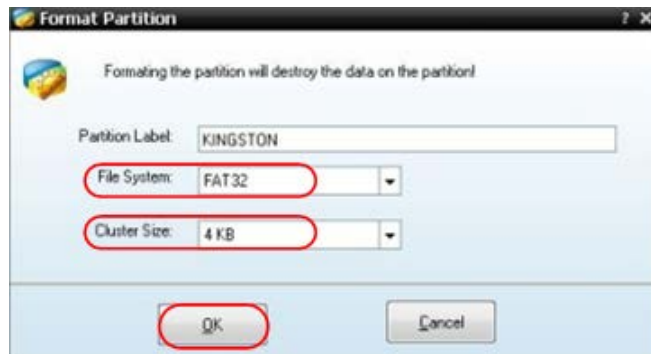 Format Partition ? X
Formating the partition will destroy the data on the partition!
Partition Label: KINGSTON
File System: FAT32
Cluster Size: 4 KB
OK Cancel